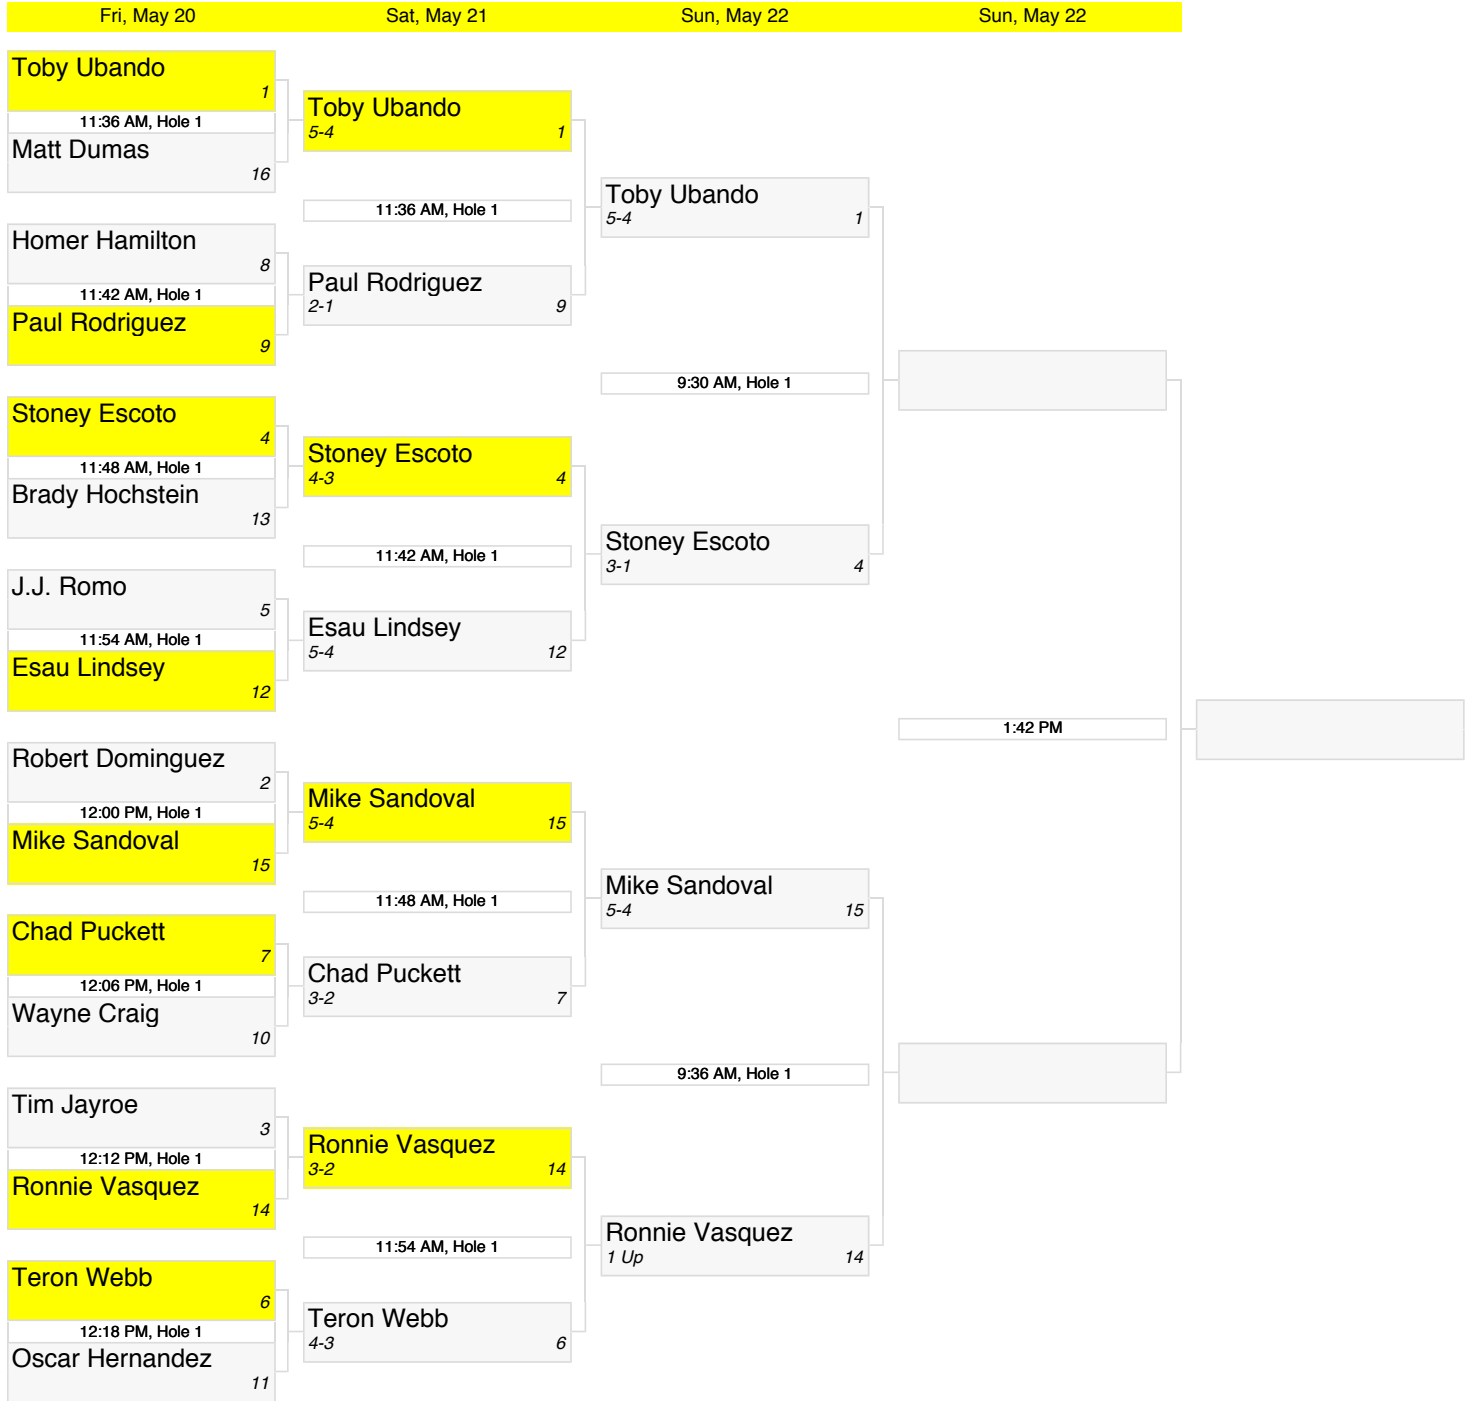 Fri, May 20
Sat, May 21
Sun, May 22
Sun, May 22
Toby Ubando
1
11:36 AM, Hole 1
Matt Dumas
16
Homer Hamilton
8
11:42 AM, Hole 1
Paul Rodriguez
9
Stoney Escoto
4
11:48 AM, Hole 1
Brady Hochstein
13
J.J. Romo
5
11:54 AM, Hole 1
Esau Lindsey
12
Robert Dominguez
2
12:00 PM, Hole 1
Mike Sandoval
15
Chad Puckett
7
12:06 PM, Hole 1
Wayne Craig
10
Tim Jayroe
3
12:12 PM, Hole 1
Ronnie Vasquez
14
Teron Webb
6
12:18 PM, Hole 1
Oscar Hernandez
11
Toby Ubando
5-4 1
11:36 AM, Hole 1
Paul Rodriguez
2-1 9
Stoney Escoto
4-3 4
11:42 AM, Hole 1
Esau Lindsey
5-4 12
Mike Sandoval
5-4 15
11:48 AM, Hole 1
Chad Puckett
3-2 7
Ronnie Vasquez
3-2 14
11:54 AM, Hole 1
Teron Webb
4-3 6
Toby Ubando
5-4 1
9:30 AM, Hole 1
Stoney Escoto
3-1 4
Mike Sandoval
5-4 15
9:36 AM, Hole 1
Ronnie Vasquez
1 Up 14
1:42 PM